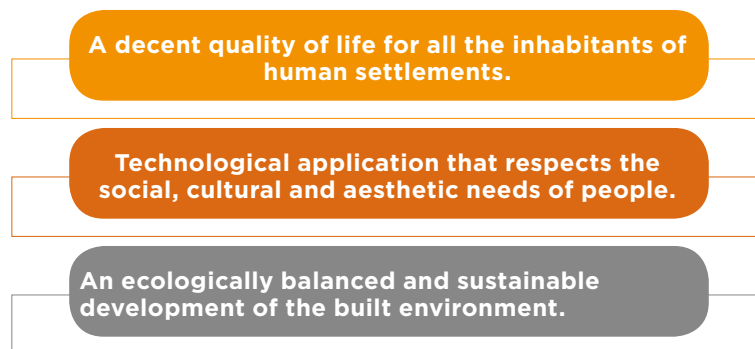 A decent quality of life for all the inhabitants of
human settlements.
Technological application that respects the
social, cultural and aesthetic needs of people.
An ecologically balanced and sustainable
development of the built environment.